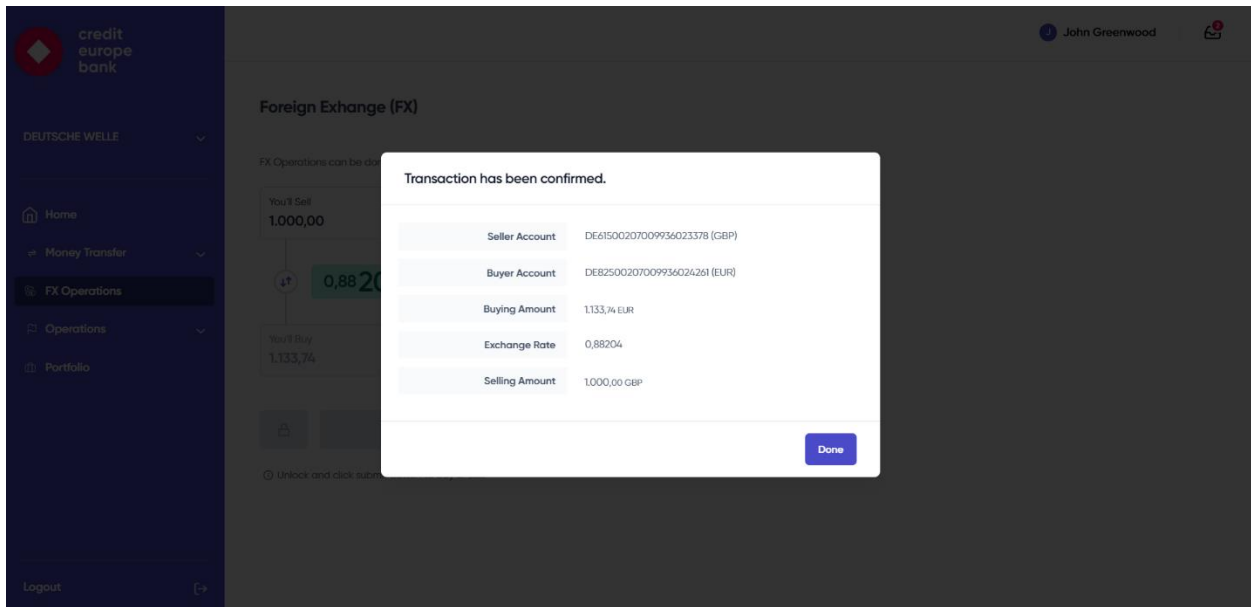 credit
europe
bank
John Greenwood
J
2
DEUTSCHE WELLE
Home
Money Transfer
FX Operations
Operations
Portfolio
Logout
Foreign Exhange (FX)
FX Operations can be
You'll Sell
1.000,00
0,8820
You'll Buy
1.133,74
Unlock and click
Transaction has been confirmed.
Seller Account DE61500207009936023378 (GBP)
Buyer Account DE82500207009936024261 (EUR)
Buying Amount 1.133,74 EUR
Exchange Rate 0,88204
Selling Amount 1.000,00 GBP
Done